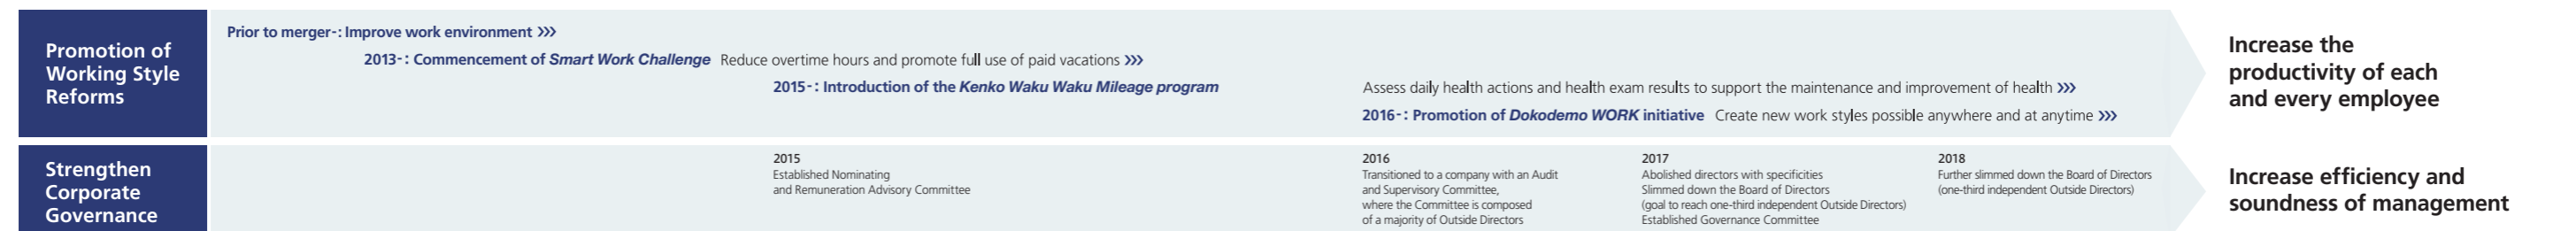 Promotion of
Working Style
Reforms
Prior to merger-: Improve work environment ›››
2013-: Commencement of Smart Work Challenge Reduce overtime hours and promote full use of paid vacations ›››
2015-: Introduction of the Kenko Waku Waku Mileage program Assess daily health actions and health exam results to support the maintenance and improvement of health ›››
2016-: Promotion of Dokodemo WORK initiative Create new work styles possible anywhere and at anytime ›››
Increase the
productivity of each
and every employee
Strengthen
Corporate
Governance
2015
Established Nominating
and Remuneration Advisory Committee
2016
Transitioned to a company with an Audit
and Supervisory Committee,
where the Committee is composed
of a majority of Outside Directors
2017
Abolished directors with specificities
Slimmed down the Board of Directors
(goal to reach one-third independent Outside Directors)
Established Governance Committee
2018
Further slimmed down the Board of Directors
(one-third independent Outside Directors)
Increase efficiency and
soundness of management